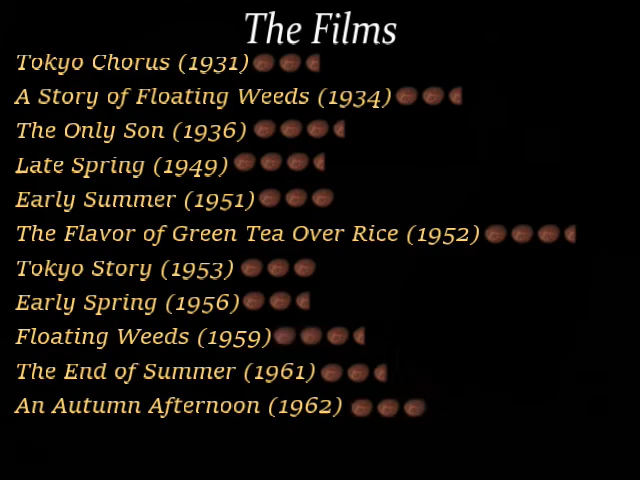 The Films
Tokyo Chorus (1931)
A Story of Floating Weeds (1934)
The Only Son (1936)
Late Spring (1949)
Early Summer (1951)
The Flavor of Green Tea Over Rice (1952)
Tokyo Story (1953)
Early Spring (1956)
Floating Weeds (1959)
The End of Summer (1961)
An Autumn Afternoon (1962)